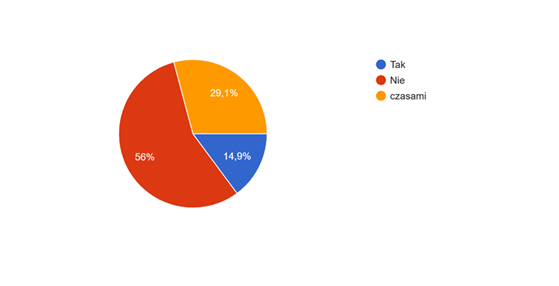 Tak
Nie
czasami
29,1%
14,9%
56%